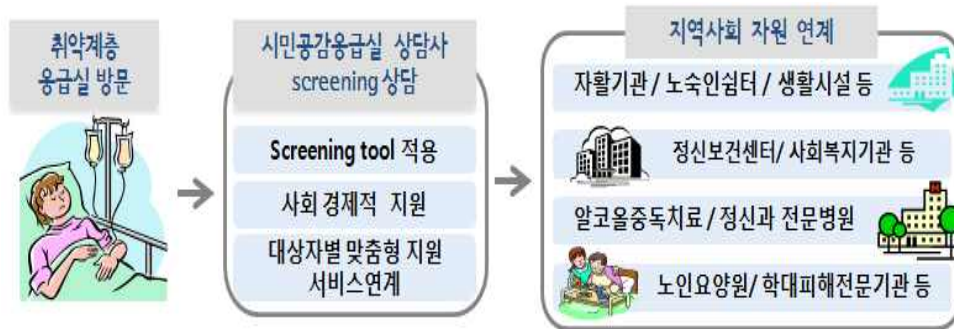 취약계층
응급실 방문
시민공감응급실 상담사
screening 상담
Screening tool 적용
사회 경제적 지원
대상자별 맞춤형 지원
서비스연계
지역사회 자원 연계
자활기관 / 노숙인쉼터 / 생활시설 등
정신보건센터/ 사회복지기관 등
알코올중독치료 / 정신과 전문병원
노인요양원/ 학대피해전문기관 등